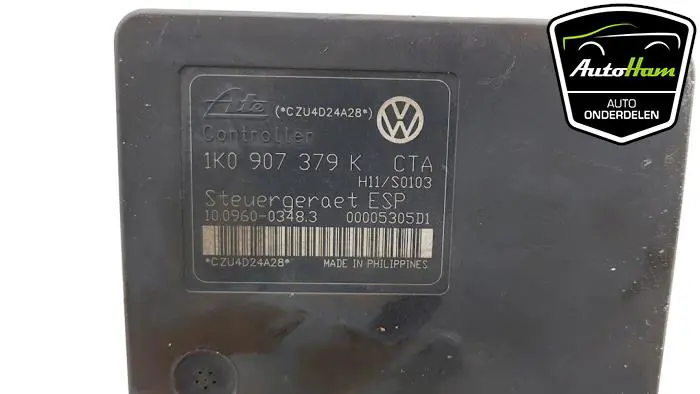 Ate (*CZU4D24A28*)
Controller
1K0 907 379 K CTA
H11/S0103
Steuergeraet ESP
10.0960-0348.3 00005305D1
*CZU4D24A28* MADE IN PHILIPPINES
AutoHam
AUTO
ONDERDELEN